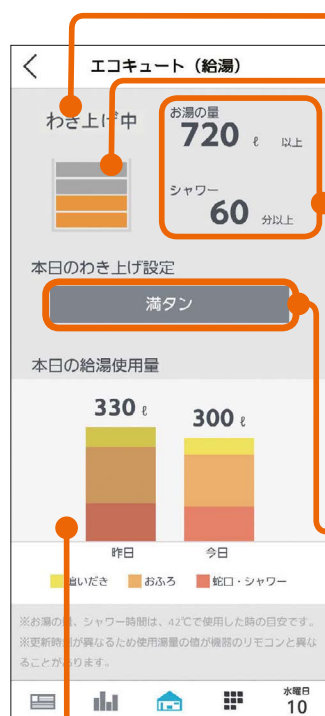 エコキュート（給湯）
わき上げ中
お湯の量
720 ℓ 以上
シャワー
60 分以上
本日のわき上げ設定
満タン
本日の給湯使用量
330 ℓ
300 ℓ
昨日 今日
追いだき おふろ 蛇口・シャワー
※お湯の量、シャワー時間は、42℃で使用した時の目安です。
※更新時刻が異なるため使用湯量の値が機器のリモコンと異な
ることがあります。
水曜日
10